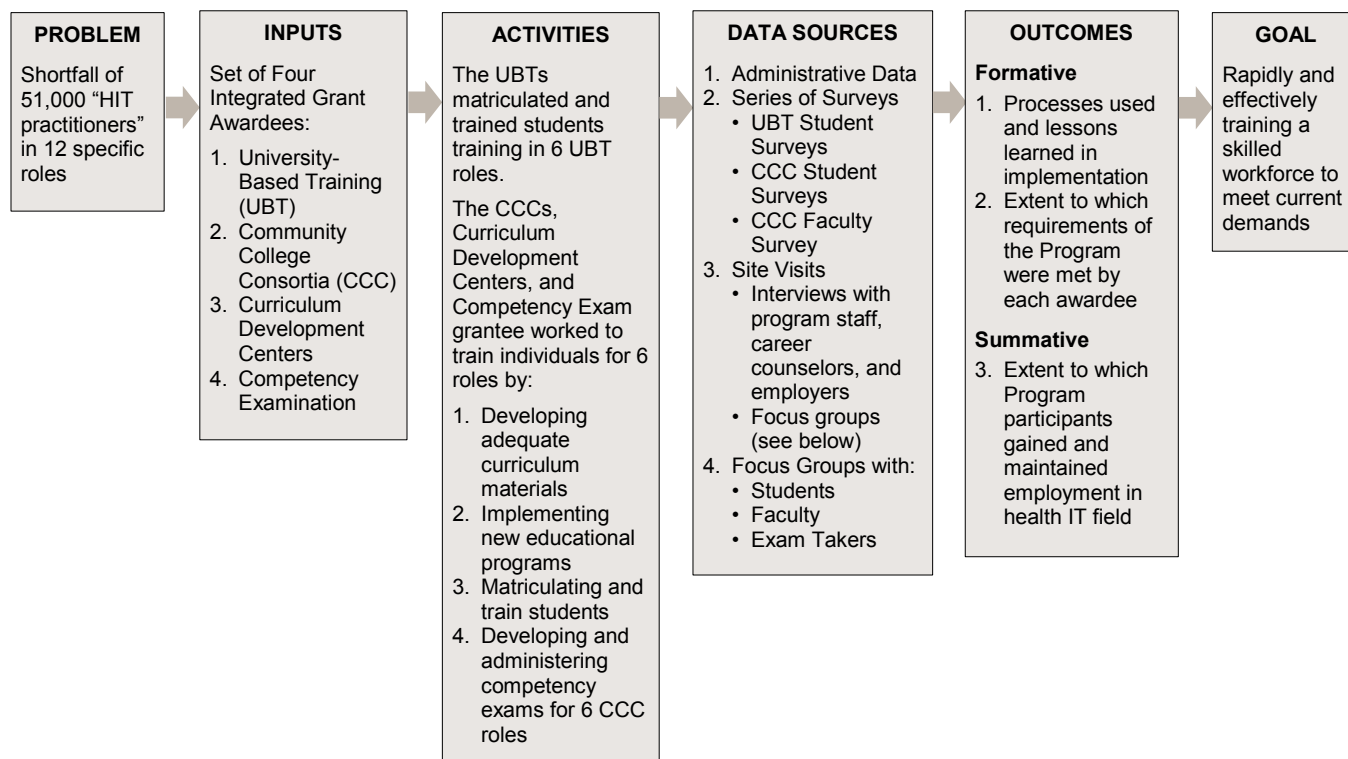 PROBLEM
Shortfall of
51,000 “HIT
practitioners”
in 12 specific
roles
INPUTS
Set of Four
Integrated Grant
Awardees:
1. University-
Based Training
(UBT)
2. Community
College
Consortia (CCC)
3. Curriculum
Development
Centers
4. Competency
Examination
ACTIVITIES
The UBTs
matriculated and
trained students
training in 6 UBT
roles.
The CCCs,
Curriculum
Development
Centers, and
Competency Exam
grantee worked to
train individuals for 6
roles by:
1. Developing
adequate
curriculum
materials
2. Implementing
new educational
programs
3. Matriculating and
train students
4. Developing and
administering
competency
exams for 6 CCC
roles
DATA SOURCES
1. Administrative Data
2. Series of Surveys
• UBT Student
Surveys
• CCC Student
Surveys
• CCC Faculty
Survey
3. Site Visits
• Interviews with
program staff,
career
counselors, and
employers
• Focus groups
(see below)
4. Focus Groups with:
• Students
• Faculty
• Exam Takers
OUTCOMES
Formative
1. Processes used
and lessons
learned in
implementation
2. Extent to which
requirements of
the Program
were met by
each awardee
Summative
3. Extent to which
Program
participants
gained and
maintained
employment in
health IT field
GOAL
Rapidly and
effectively
training a
skilled
workforce to
meet current
demands